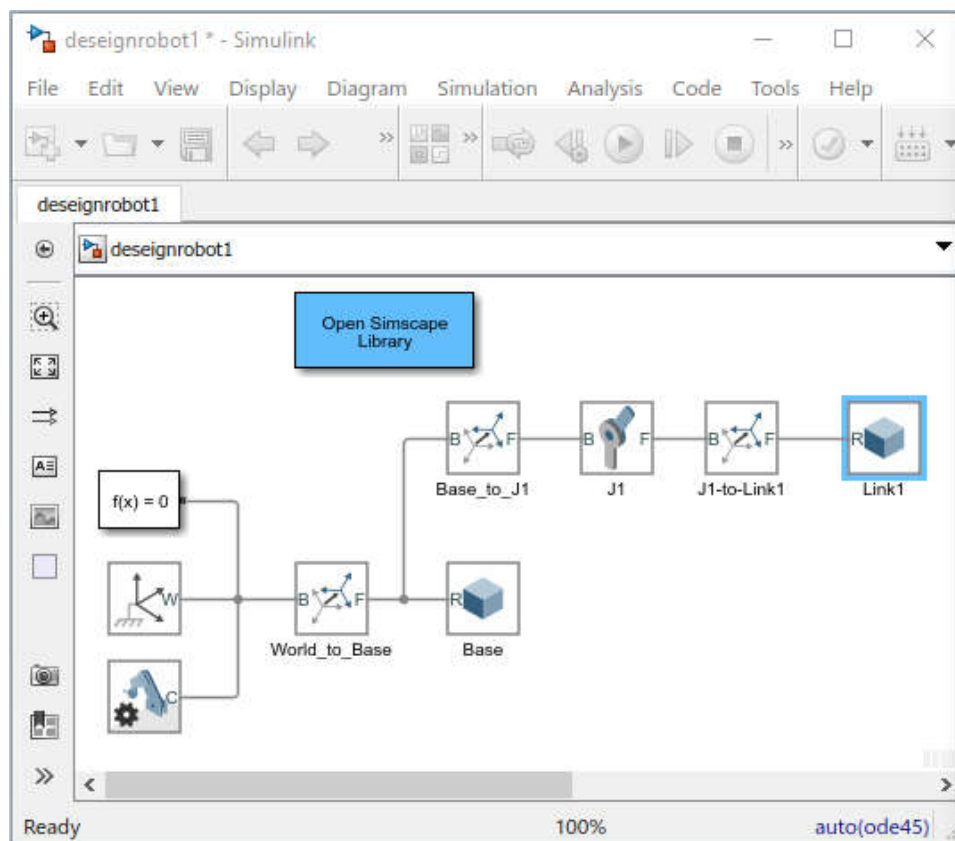 deseignrobot1 * - Simulink
File Edit View Display Diagram Simulation Analysis Code Tools Help
deseignrobot1
deseignrobot1
Open Simscape
Library
B F
Base_to_J1
B F
J1
B F
J1-to-Link1
R
Link1
f(x) = 0
W
B F
World_to_Base
R
Base
C
Ready 100% auto(ode45)